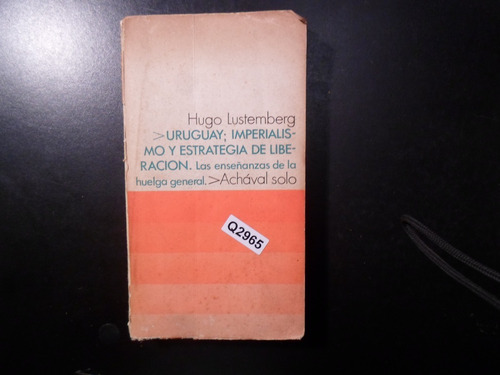 Hugo Lustemberg
>URUGUAY; IMPERIALIS-
MO Y ESTRATEGIA DE LIBE-
RACION. Las enseñanzas de la
huelga general.>Achával solo
Q2965